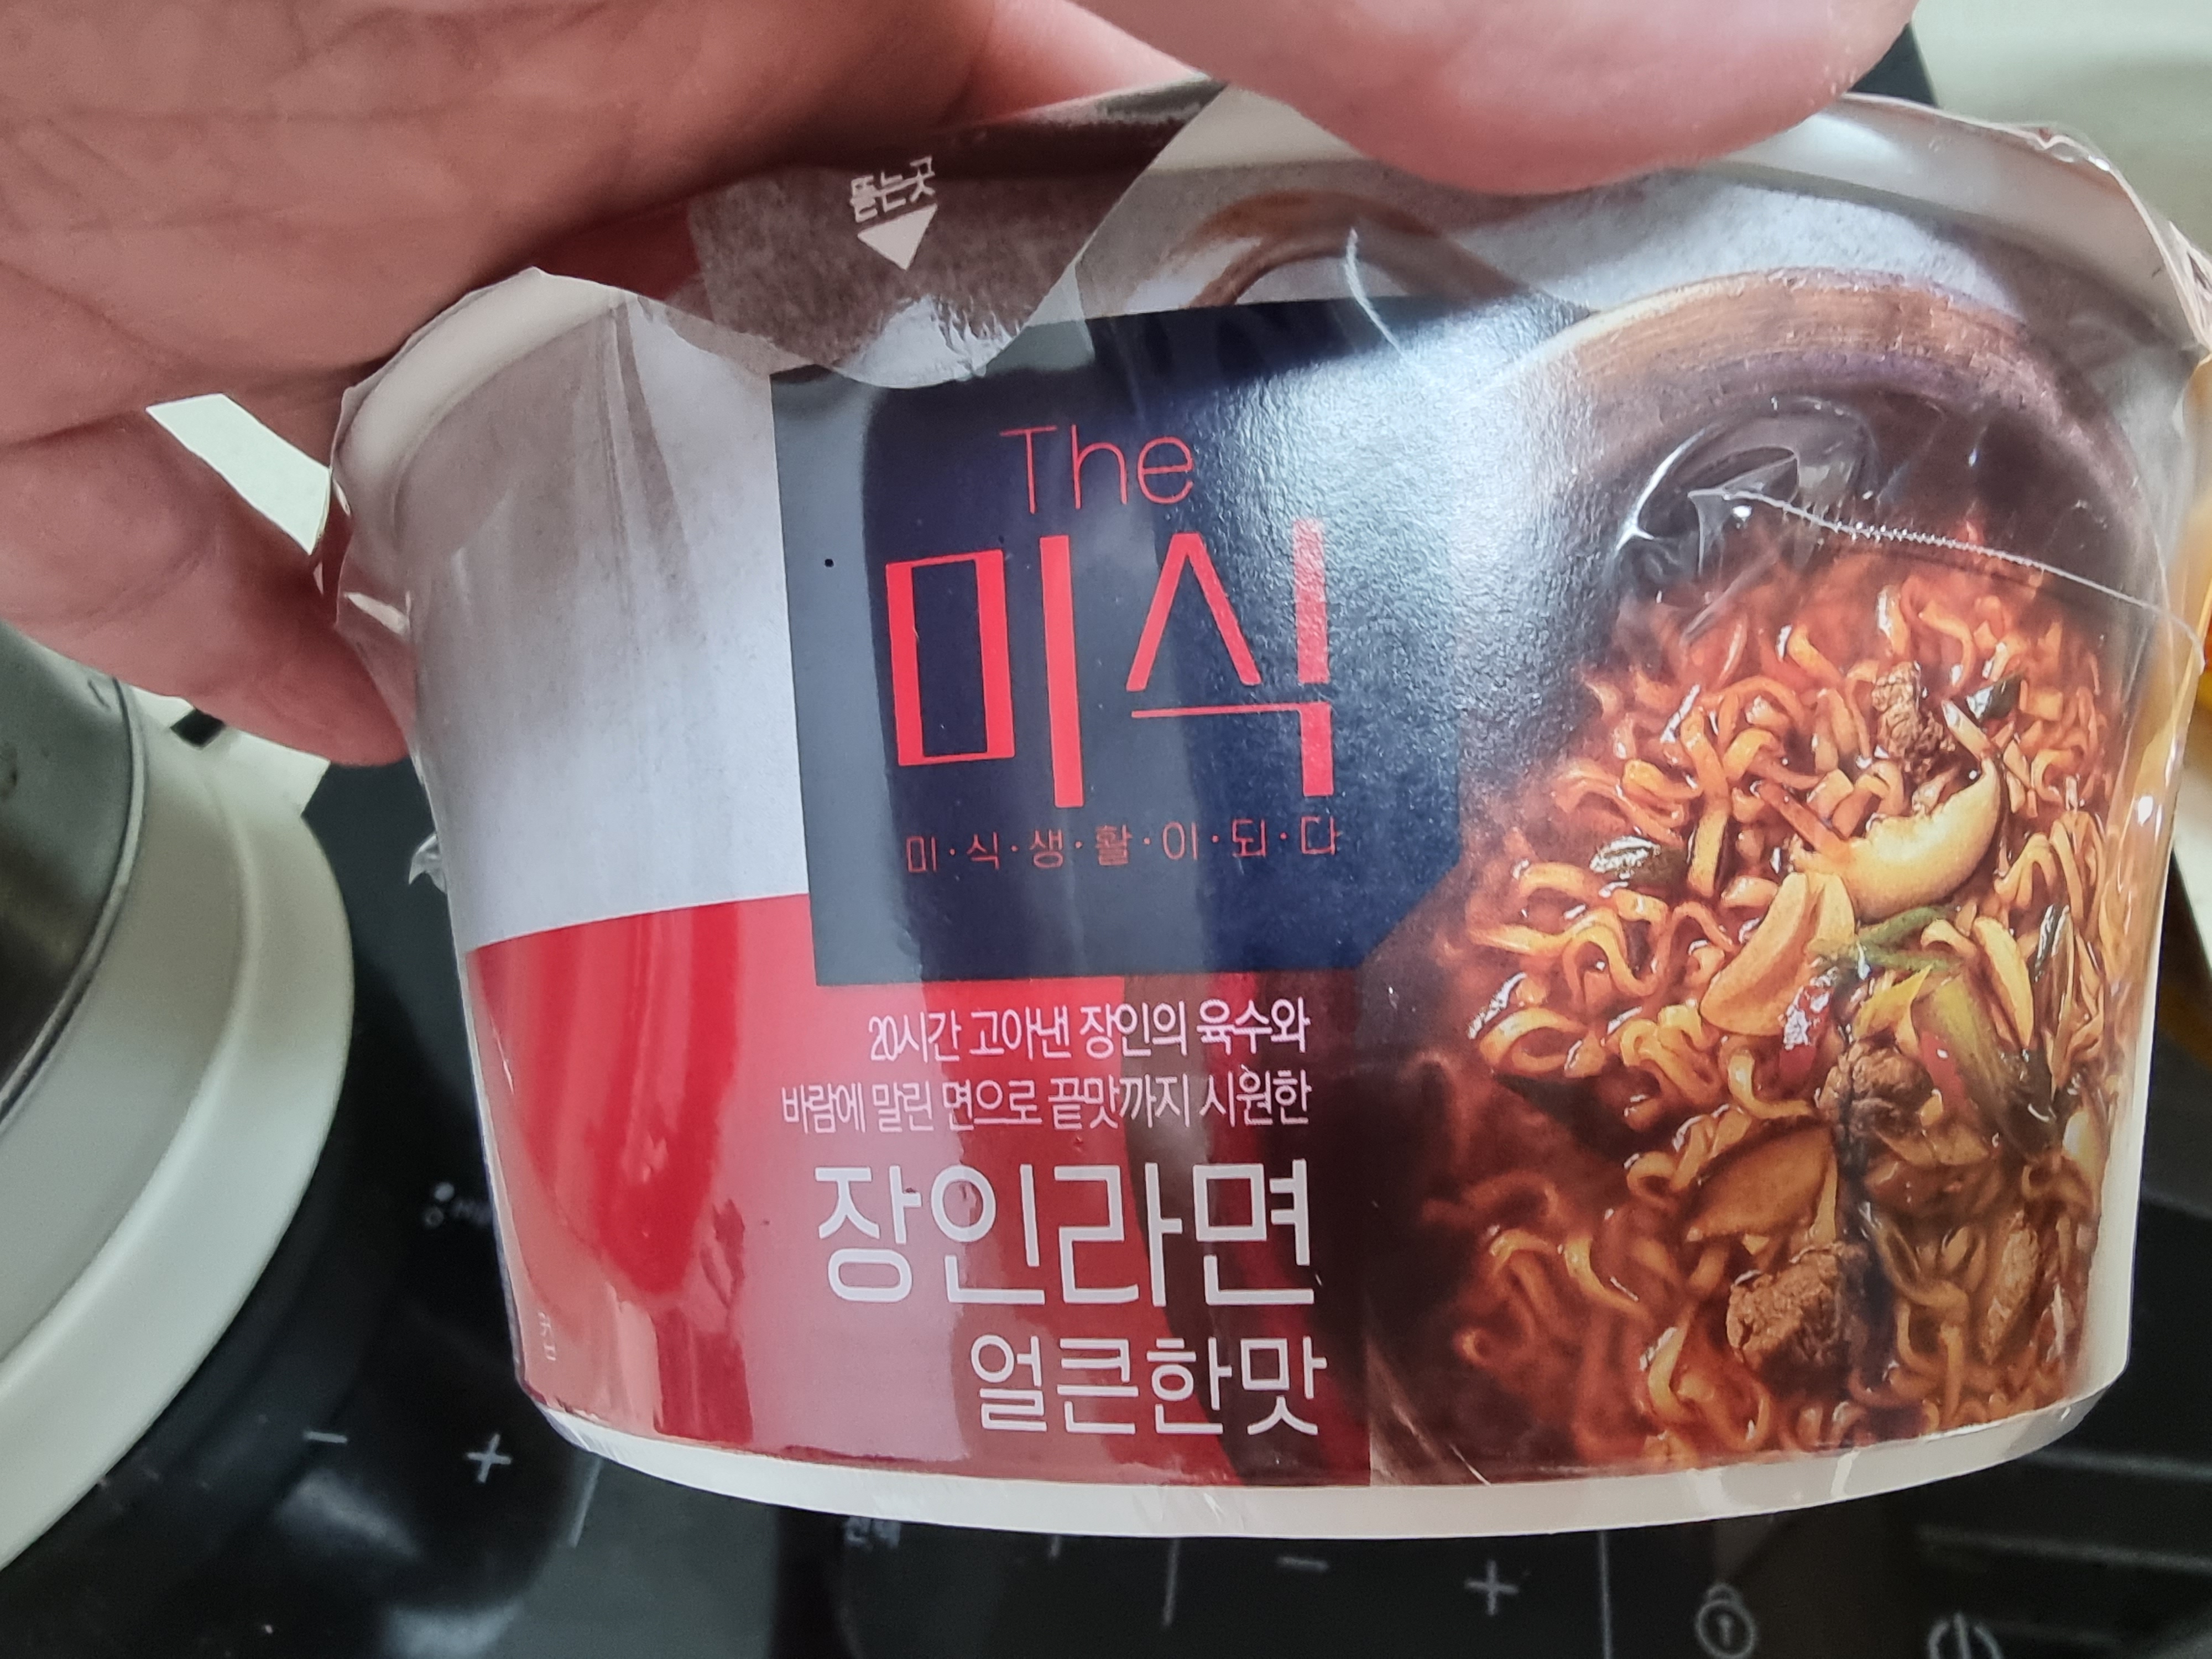 뜯는곳
The
미식
미·식·생·활·이·되·다
20시간 고아낸 장인의 육수와
바람에 말린 면으로 끝맛까지 시원한
장인라면
얼큰한맛
− +
− +